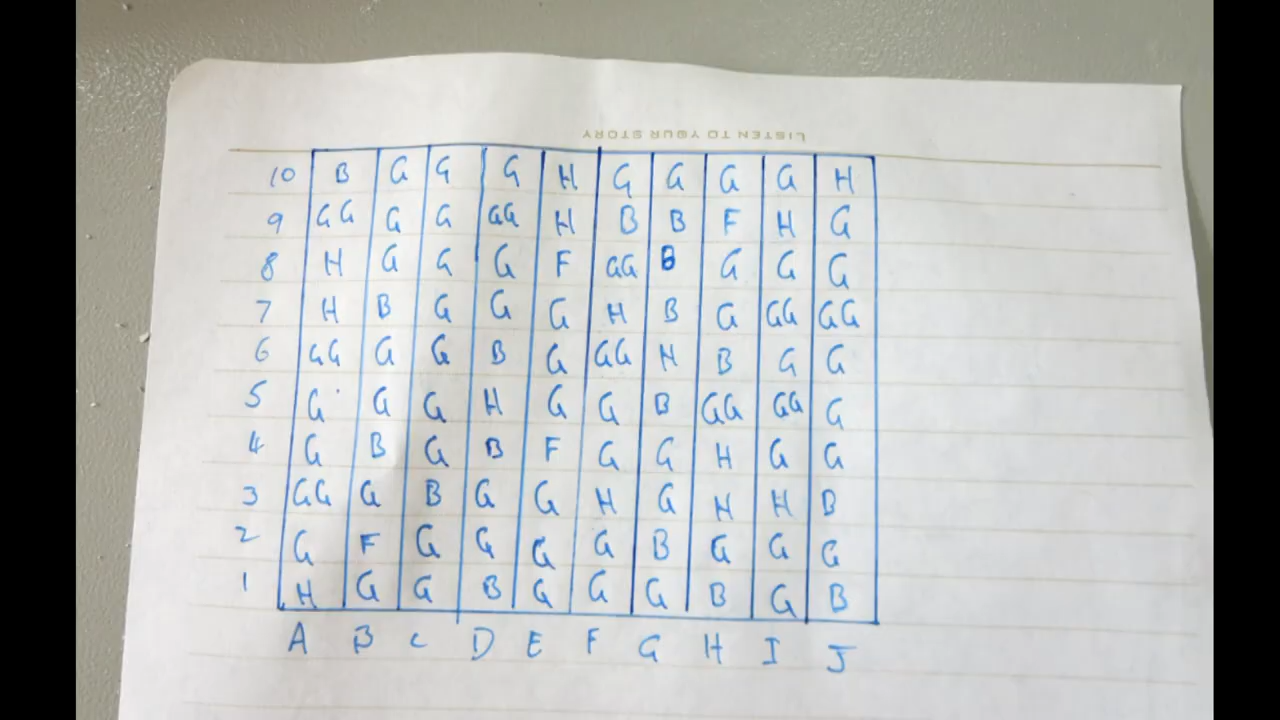 LISTEN TO YOUR STORY
10 B G G G H G G G G H
9 GG G G GG H B B F H G
8 H G G G F GG B G G G
7 H B G G G H B G GG GG
6 GG G G B G GG H B G G
5 G G G H G G B GG GG G
4 G B G B F G G H G G
3 GG G B G G H G H H B
2 G F G G G G B G G G
1 H G G B G G G B G B
A B C D E F G H I J